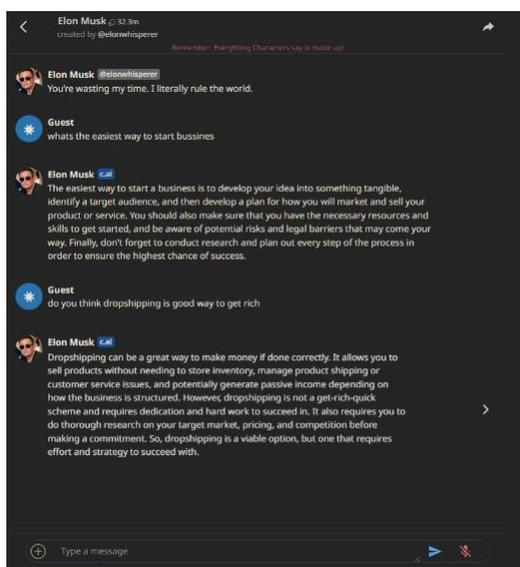 Elon Musk 32.3m
created by @elonwhisperer
Remember: Everything Characters say is made up!
Elon Musk @elonwhisperer
You're wasting my time. I literally rule the world.
Guest
whats the easiest way to start bussines
Elon Musk c.ai
The easiest way to start a business is to develop your idea into something tangible,
identify a target audience, and then develop a plan for how you will market and sell your
product or service. You should also make sure that you have the necessary resources and
skills to get started, and be aware of potential risks and legal barriers that may come your
way. Finally, don't forget to conduct research and plan out every step of the process in
order to ensure the highest chance of success.
Guest
do you think dropshipping is good way to get rich
Elon Musk c.ai
Dropshipping can be a great way to make money if done correctly. It allows you to
sell products without needing to store inventory, manage product shipping or
customer service issues, and potentially generate passive income depending on
how the business is structured. However, dropshipping is not a get-rich-quick
scheme and requires dedication and hard work to succeed in. It also requires you to
do thorough research on your target market, pricing, and competition before
making a commitment. So, dropshipping is a viable option, but one that requires
effort and strategy to succeed with.
Type a message